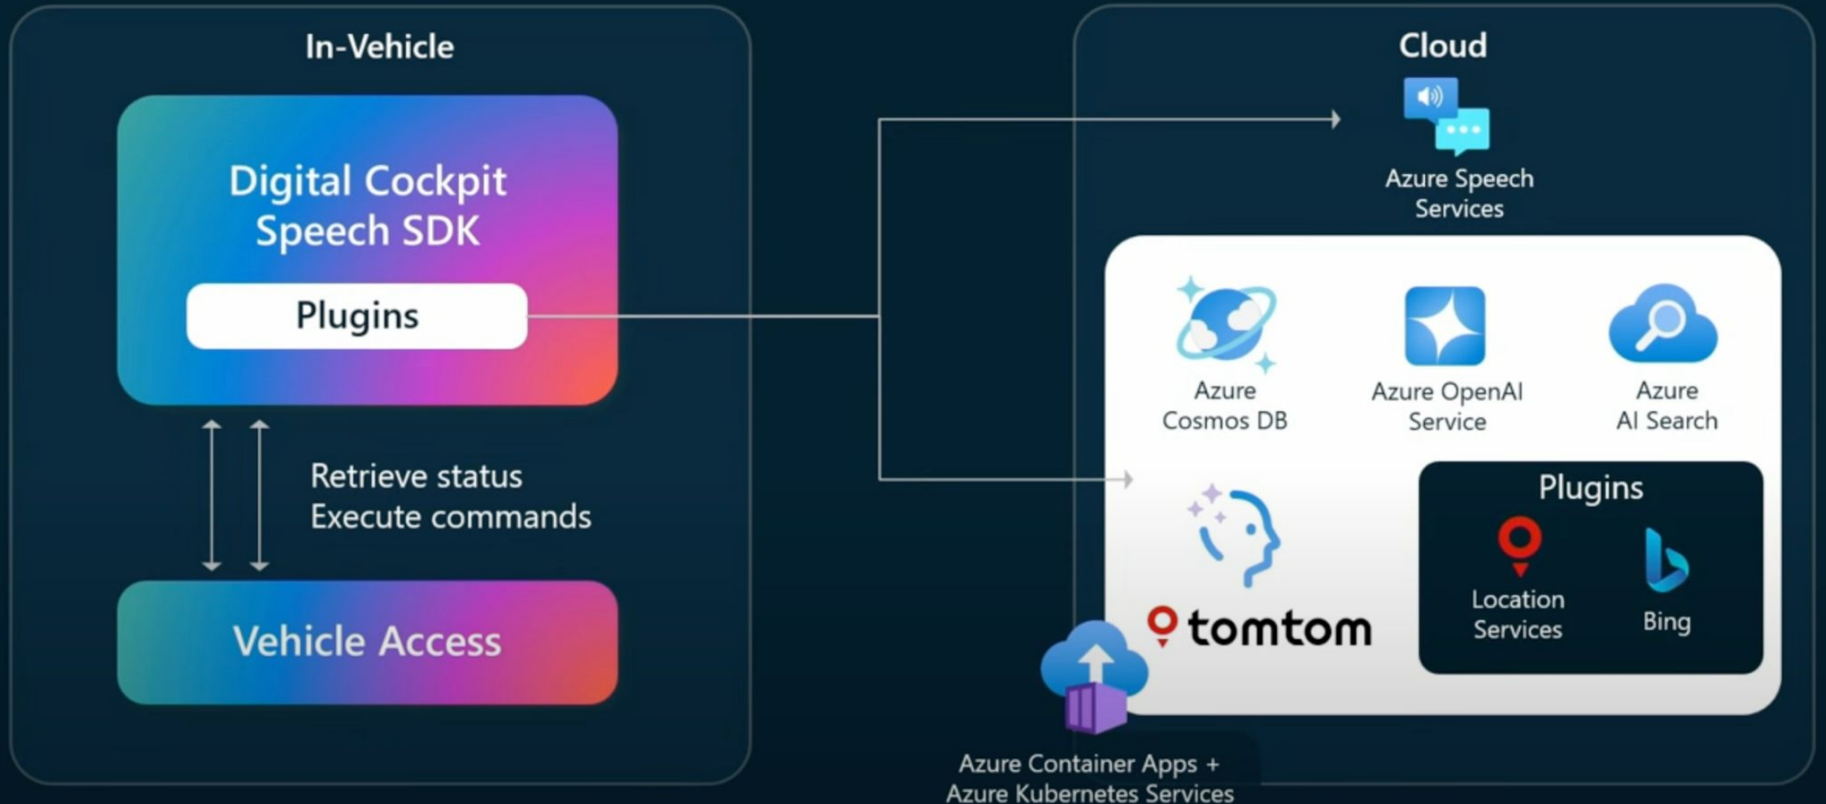 In-Vehicle
Digital Cockpit
Speech SDK
Plugins
Retrieve status
Execute commands
Vehicle Access
Cloud
Azure Speech
Services
Azure
Cosmos DB
Azure OpenAI
Service
Azure
AI Search
tomtom
Plugins
Location
Services
Bing
Azure Container Apps +
Azure Kubernetes Services